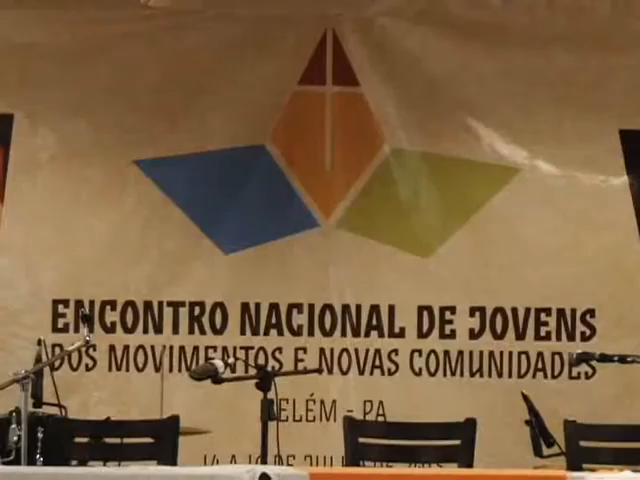 ENCONTRO NACIONAL DE JOVENS
DOS MOVIMENTOS E NOVAS COMUNIDADES
BELÉM - PA